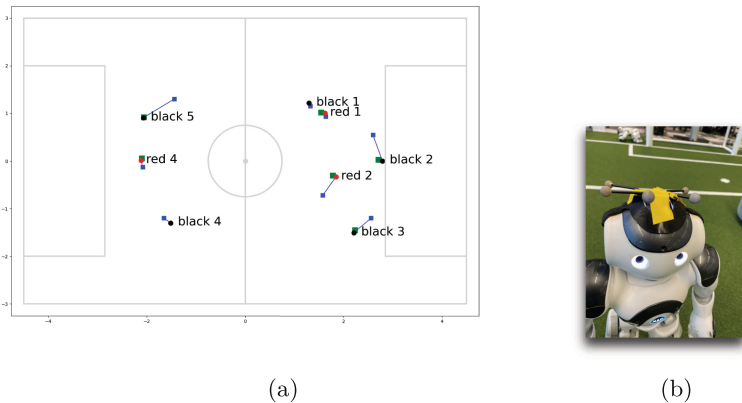 3
2
1
0
−1
−2
−3
−4
−2
0
2
4
black 1
red 1
black 5
black 2
red 4
red 2
black 4
black 3
(a)
(b)